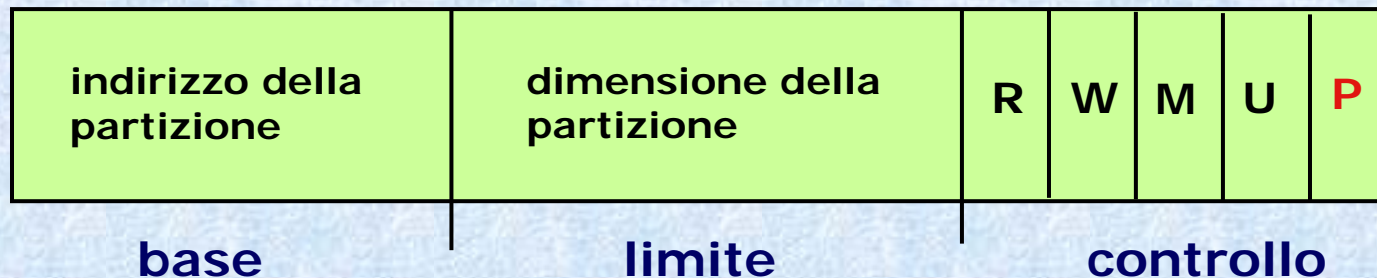 indirizzo della
partizione
dimensione della
partizione
R W M U P
base limite controllo